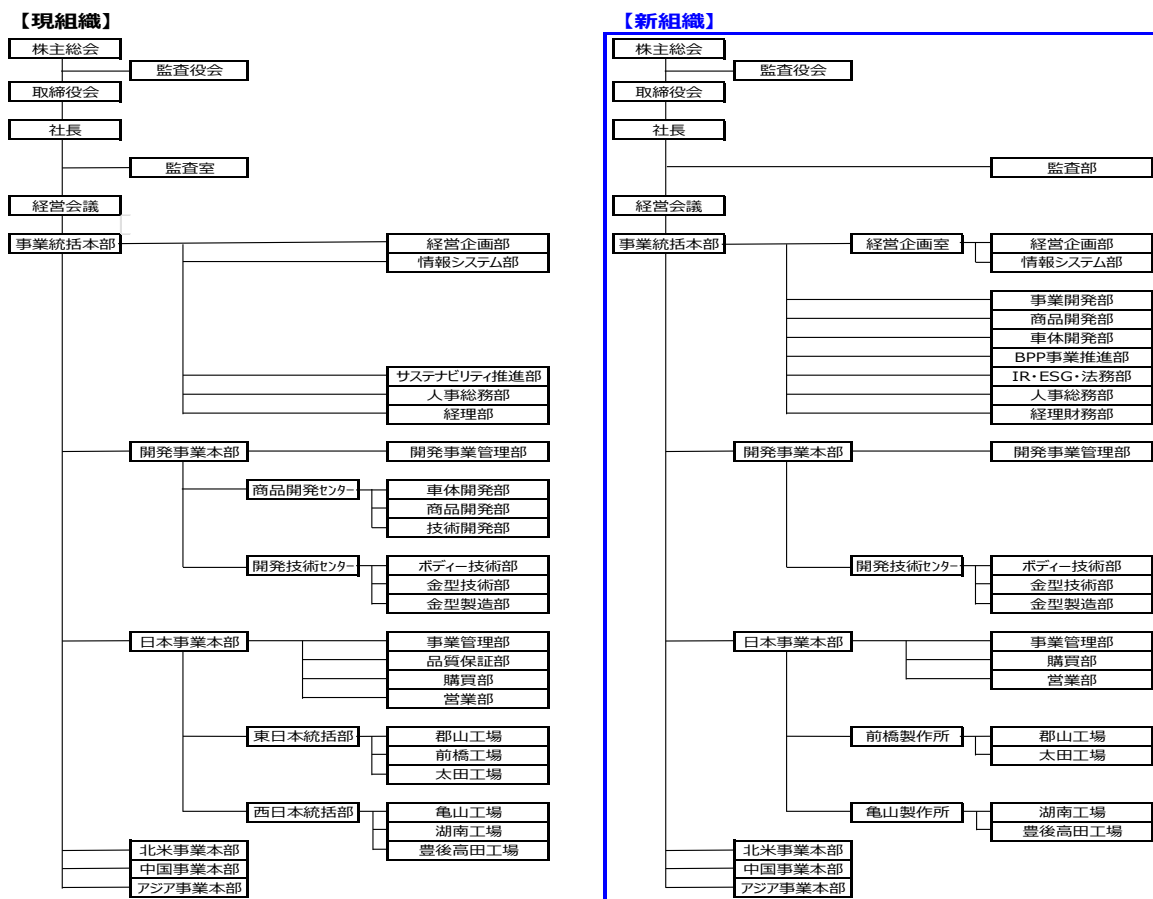 【現組織】
株主総会
監査役会
取締役会
社長
監査室
経営会議
事業統括本部
経営企画部
情報システム部
サステナビリティ推進部
人事総務部
経理部
開発事業本部
開発事業管理部
商品開発センター
車体開発部
商品開発部
技術開発部
開発技術センター
ボディー技術部
金型技術部
金型製造部
日本事業本部
事業管理部
品質保証部
購買部
営業部
東日本統括部
郡山工場
前橋工場
太田工場
西日本統括部
亀山工場
湖南工場
豊後高田工場
北米事業本部
中国事業本部
アジア事業本部
【新組織】
株主総会
監査役会
取締役会
社長
監査部
経営会議
事業統括本部
経営企画室
経営企画部
情報システム部
事業開発部
商品開発部
車体開発部
BPP事業推進部
IR・ESG・法務部
人事総務部
経理財務部
開発事業本部
開発事業管理部
開発技術センター
ボディー技術部
金型技術部
金型製造部
日本事業本部
事業管理部
購買部
営業部
前橋製作所
郡山工場
太田工場
亀山製作所
湖南工場
豊後高田工場
北米事業本部
中国事業本部
アジア事業本部